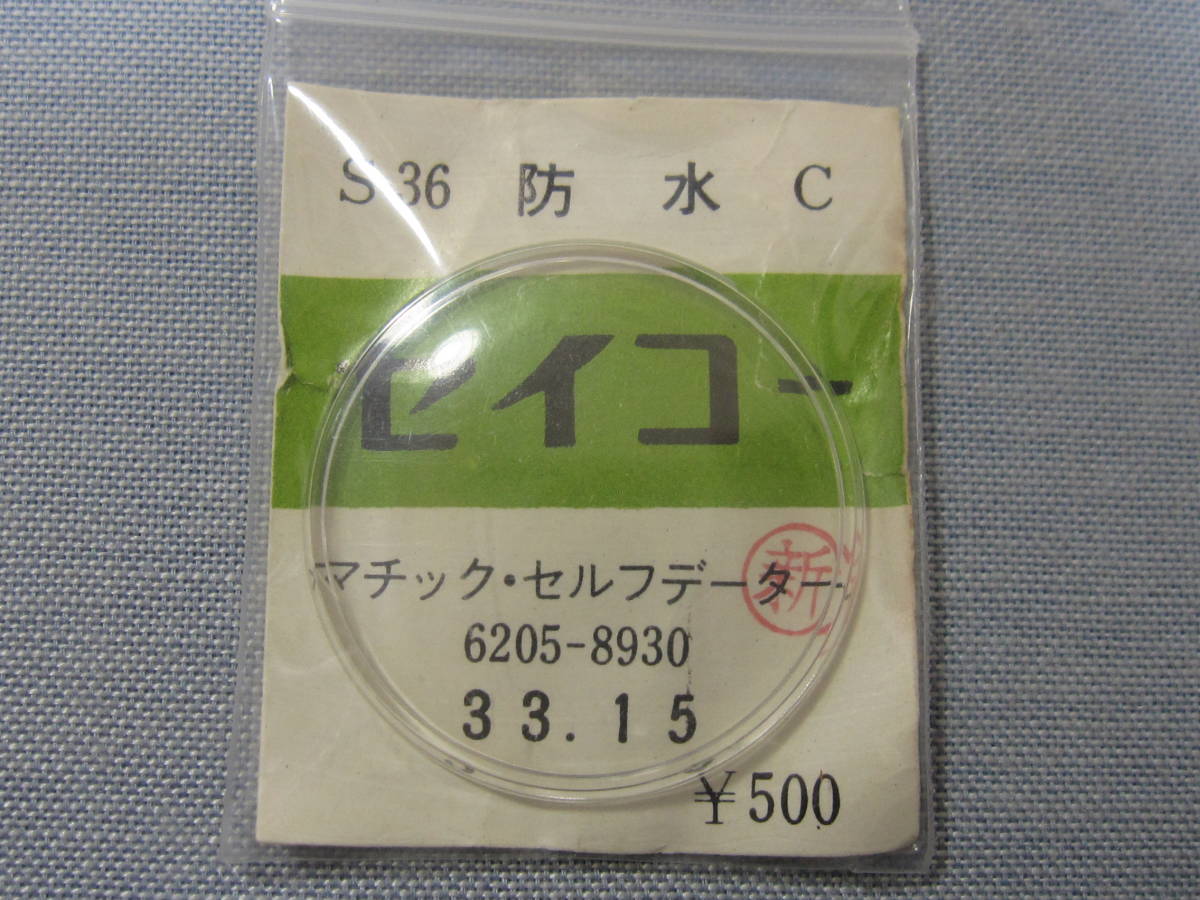 S 36 防 水 C
セイコー
マチック・セルフデーター
新
6205-8930
33.15
¥500